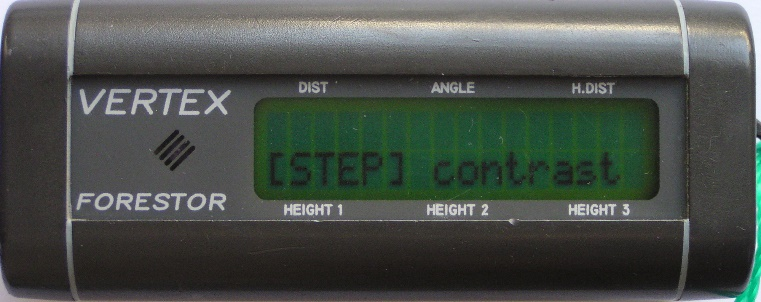 DIST ANGLE H.DIST
VERTEX
[STEP] contrast
FORESTOR
HEIGHT 1 HEIGHT 2 HEIGHT 3